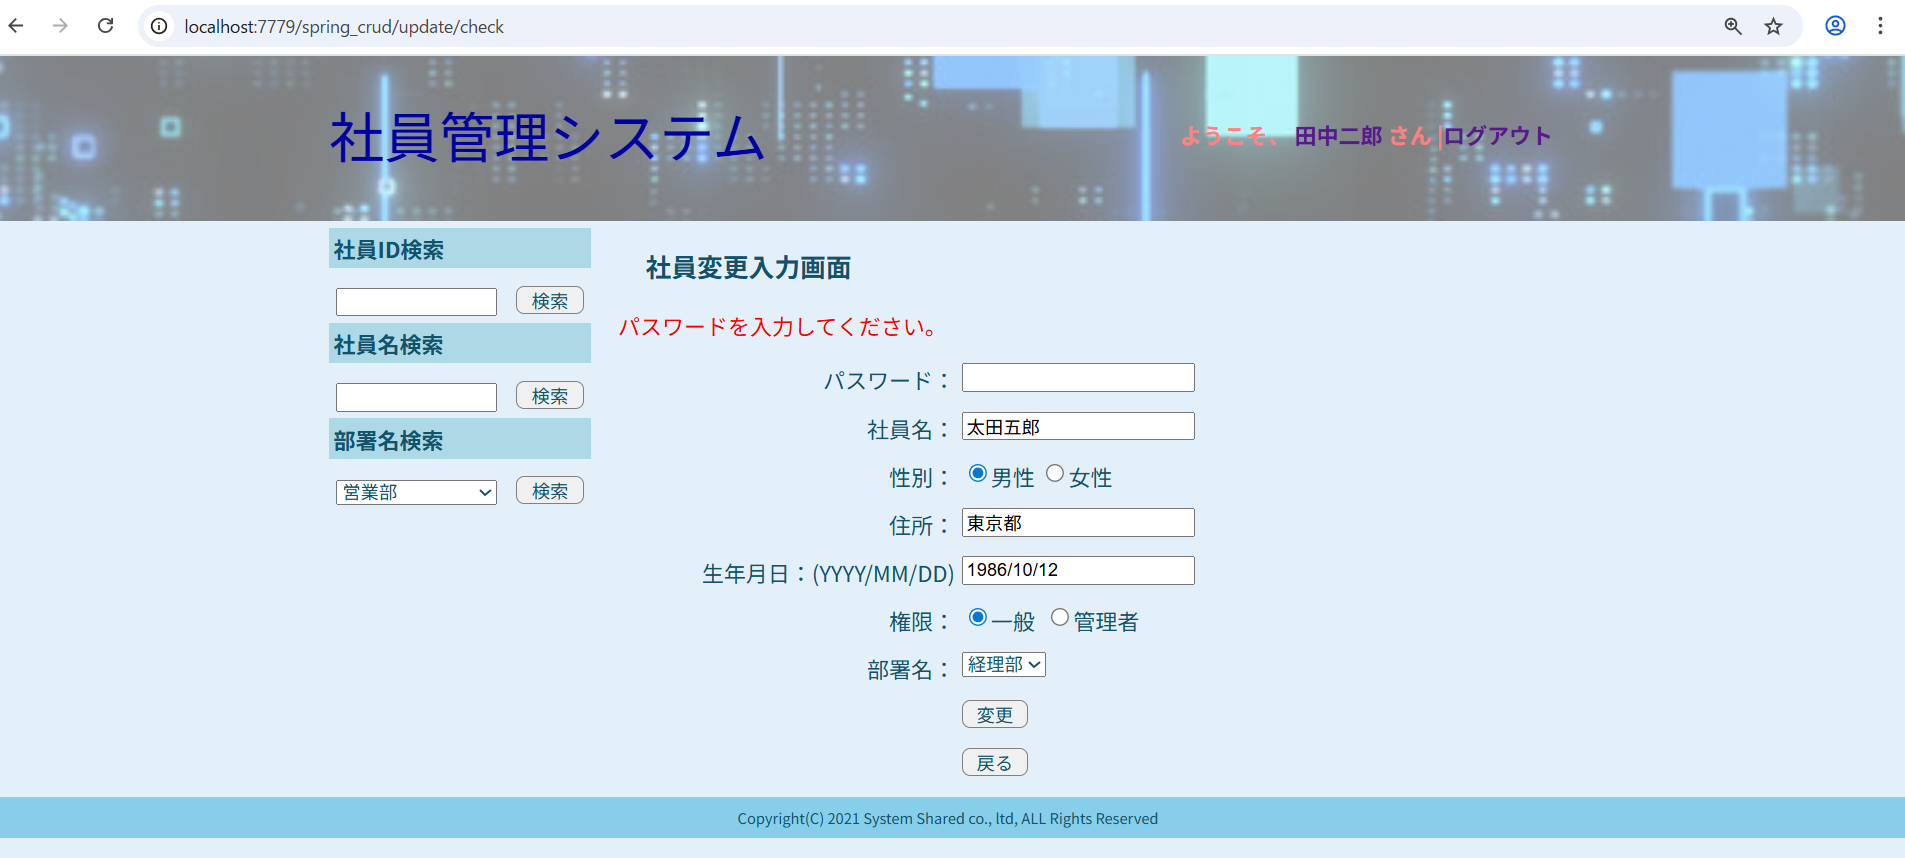 localhost:7779/spring_crud/update/check
社員管理システム
ようこそ、 田中二郎 さん |ログアウト
社員ID検索
検索
社員名検索
検索
部署名検索
営業部 検索
社員変更入力画面
パスワードを入力してください。
パスワード：
社員名： 太田五郎
性別： 男性 女性
住所： 東京都
生年月日：(YYYY/MM/DD) 1986/10/12
権限： 一般 管理者
部署名： 経理部
変更
戻る
Copyright(C) 2021 System Shared co., ltd, ALL Rights Reserved